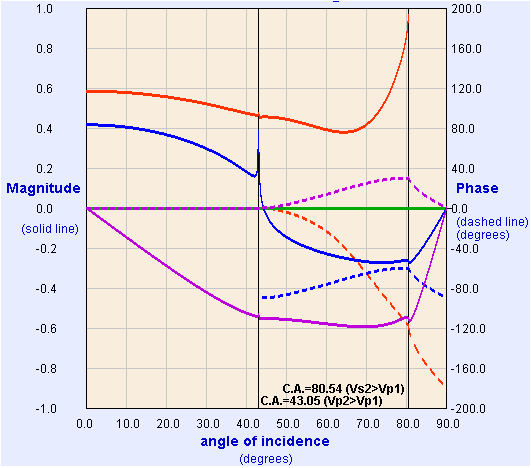 1.0
0.8
0.6
0.4
0.2
0.0
-0.2
-0.4
-0.6
-0.8
-1.0
Magnitude
(solid line)
200.0
160.0
120.0
80.0
40.0
0.0
-40.0
-80.0
-120.0
-160.0
-200.0
Phase
(dashed line)
(degrees)
C.A.=80.54 (Vs2>Vp1)
C.A.=43.05 (Vp2>Vp1)
0.0 10.0 20.0 30.0 40.0 50.0 60.0 70.0 80.0 90.0
angle of incidence
(degrees)